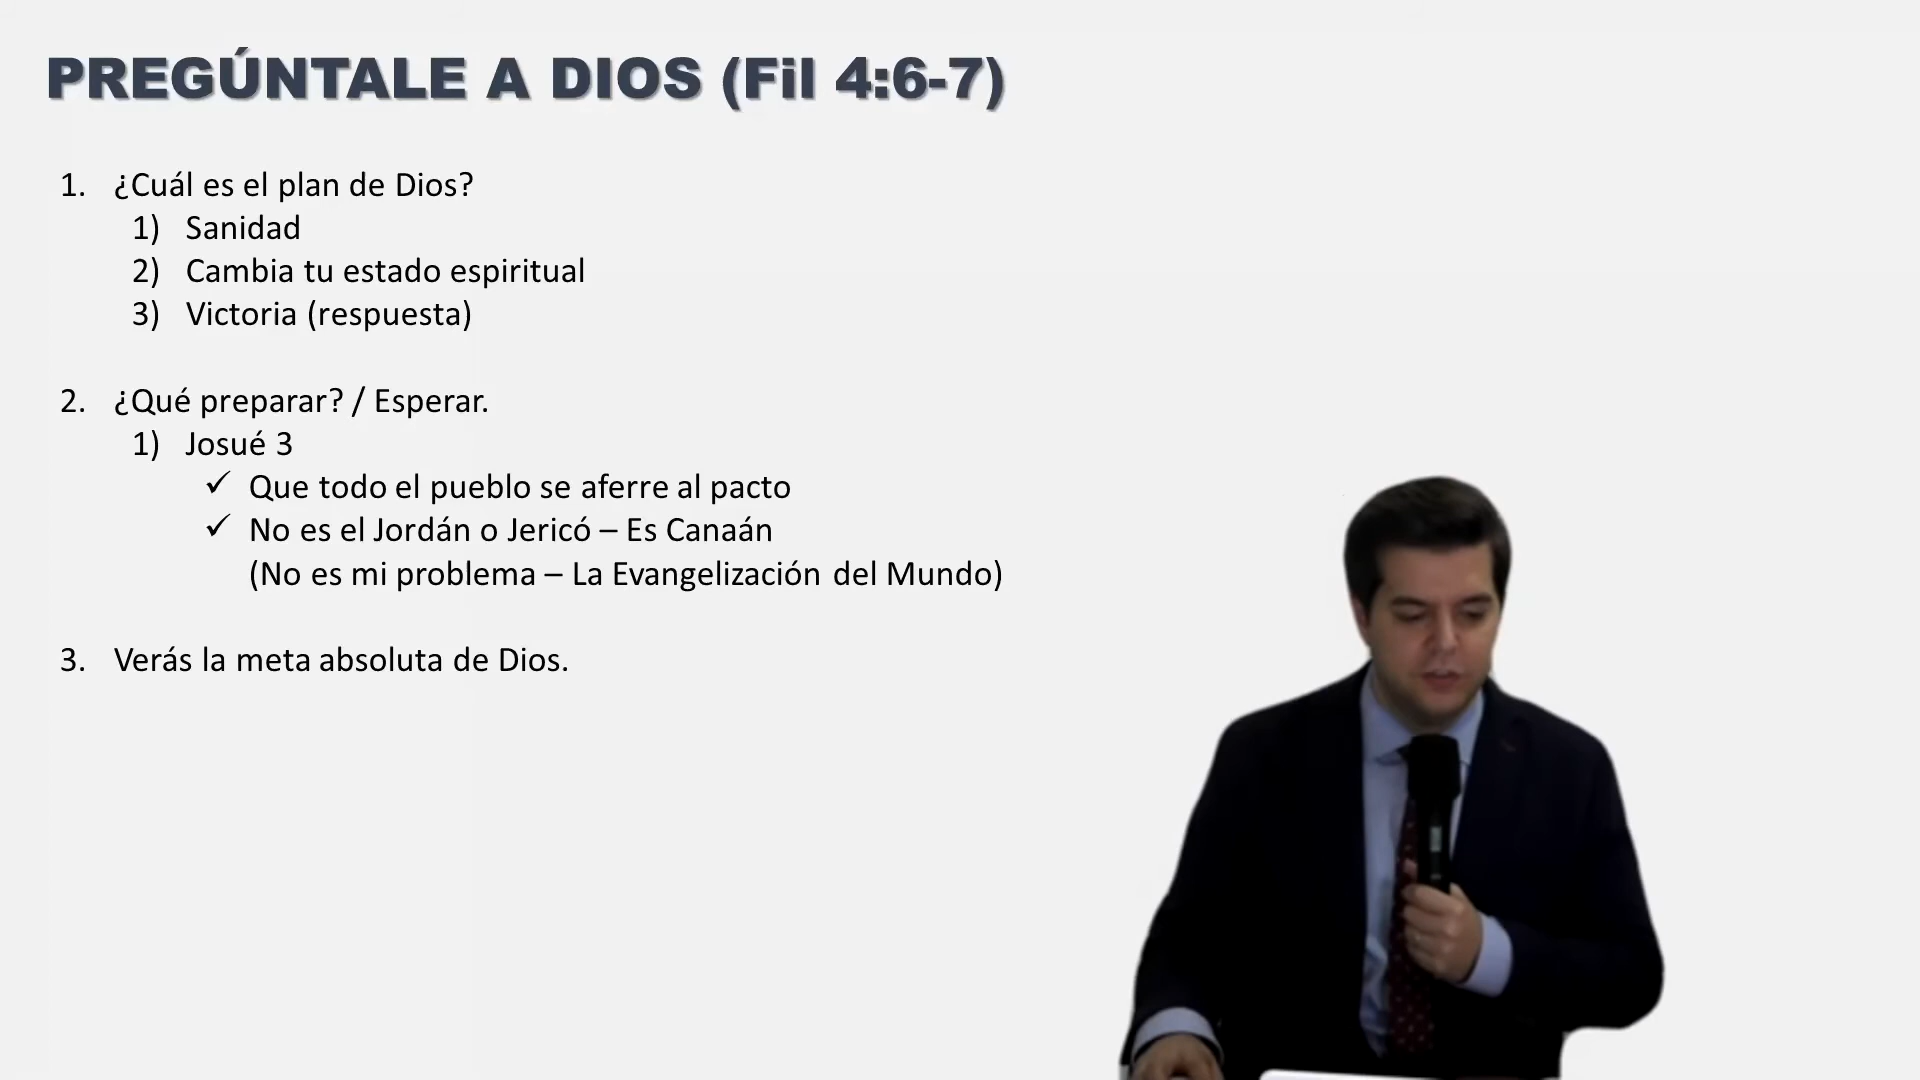 PREGÚNTALE A DIOS (Fil 4:6-7)
1. ¿Cuál es el plan de Dios?
1) Sanidad
2) Cambia tu estado espiritual
3) Victoria (respuesta)
2. ¿Qué preparar? / Esperar.
1) Josué 3
✓ Que todo el pueblo se aferre al pacto
✓ No es el Jordán o Jericó – Es Canaán
(No es mi problema – La Evangelización del Mundo)
3. Verás la meta absoluta de Dios.